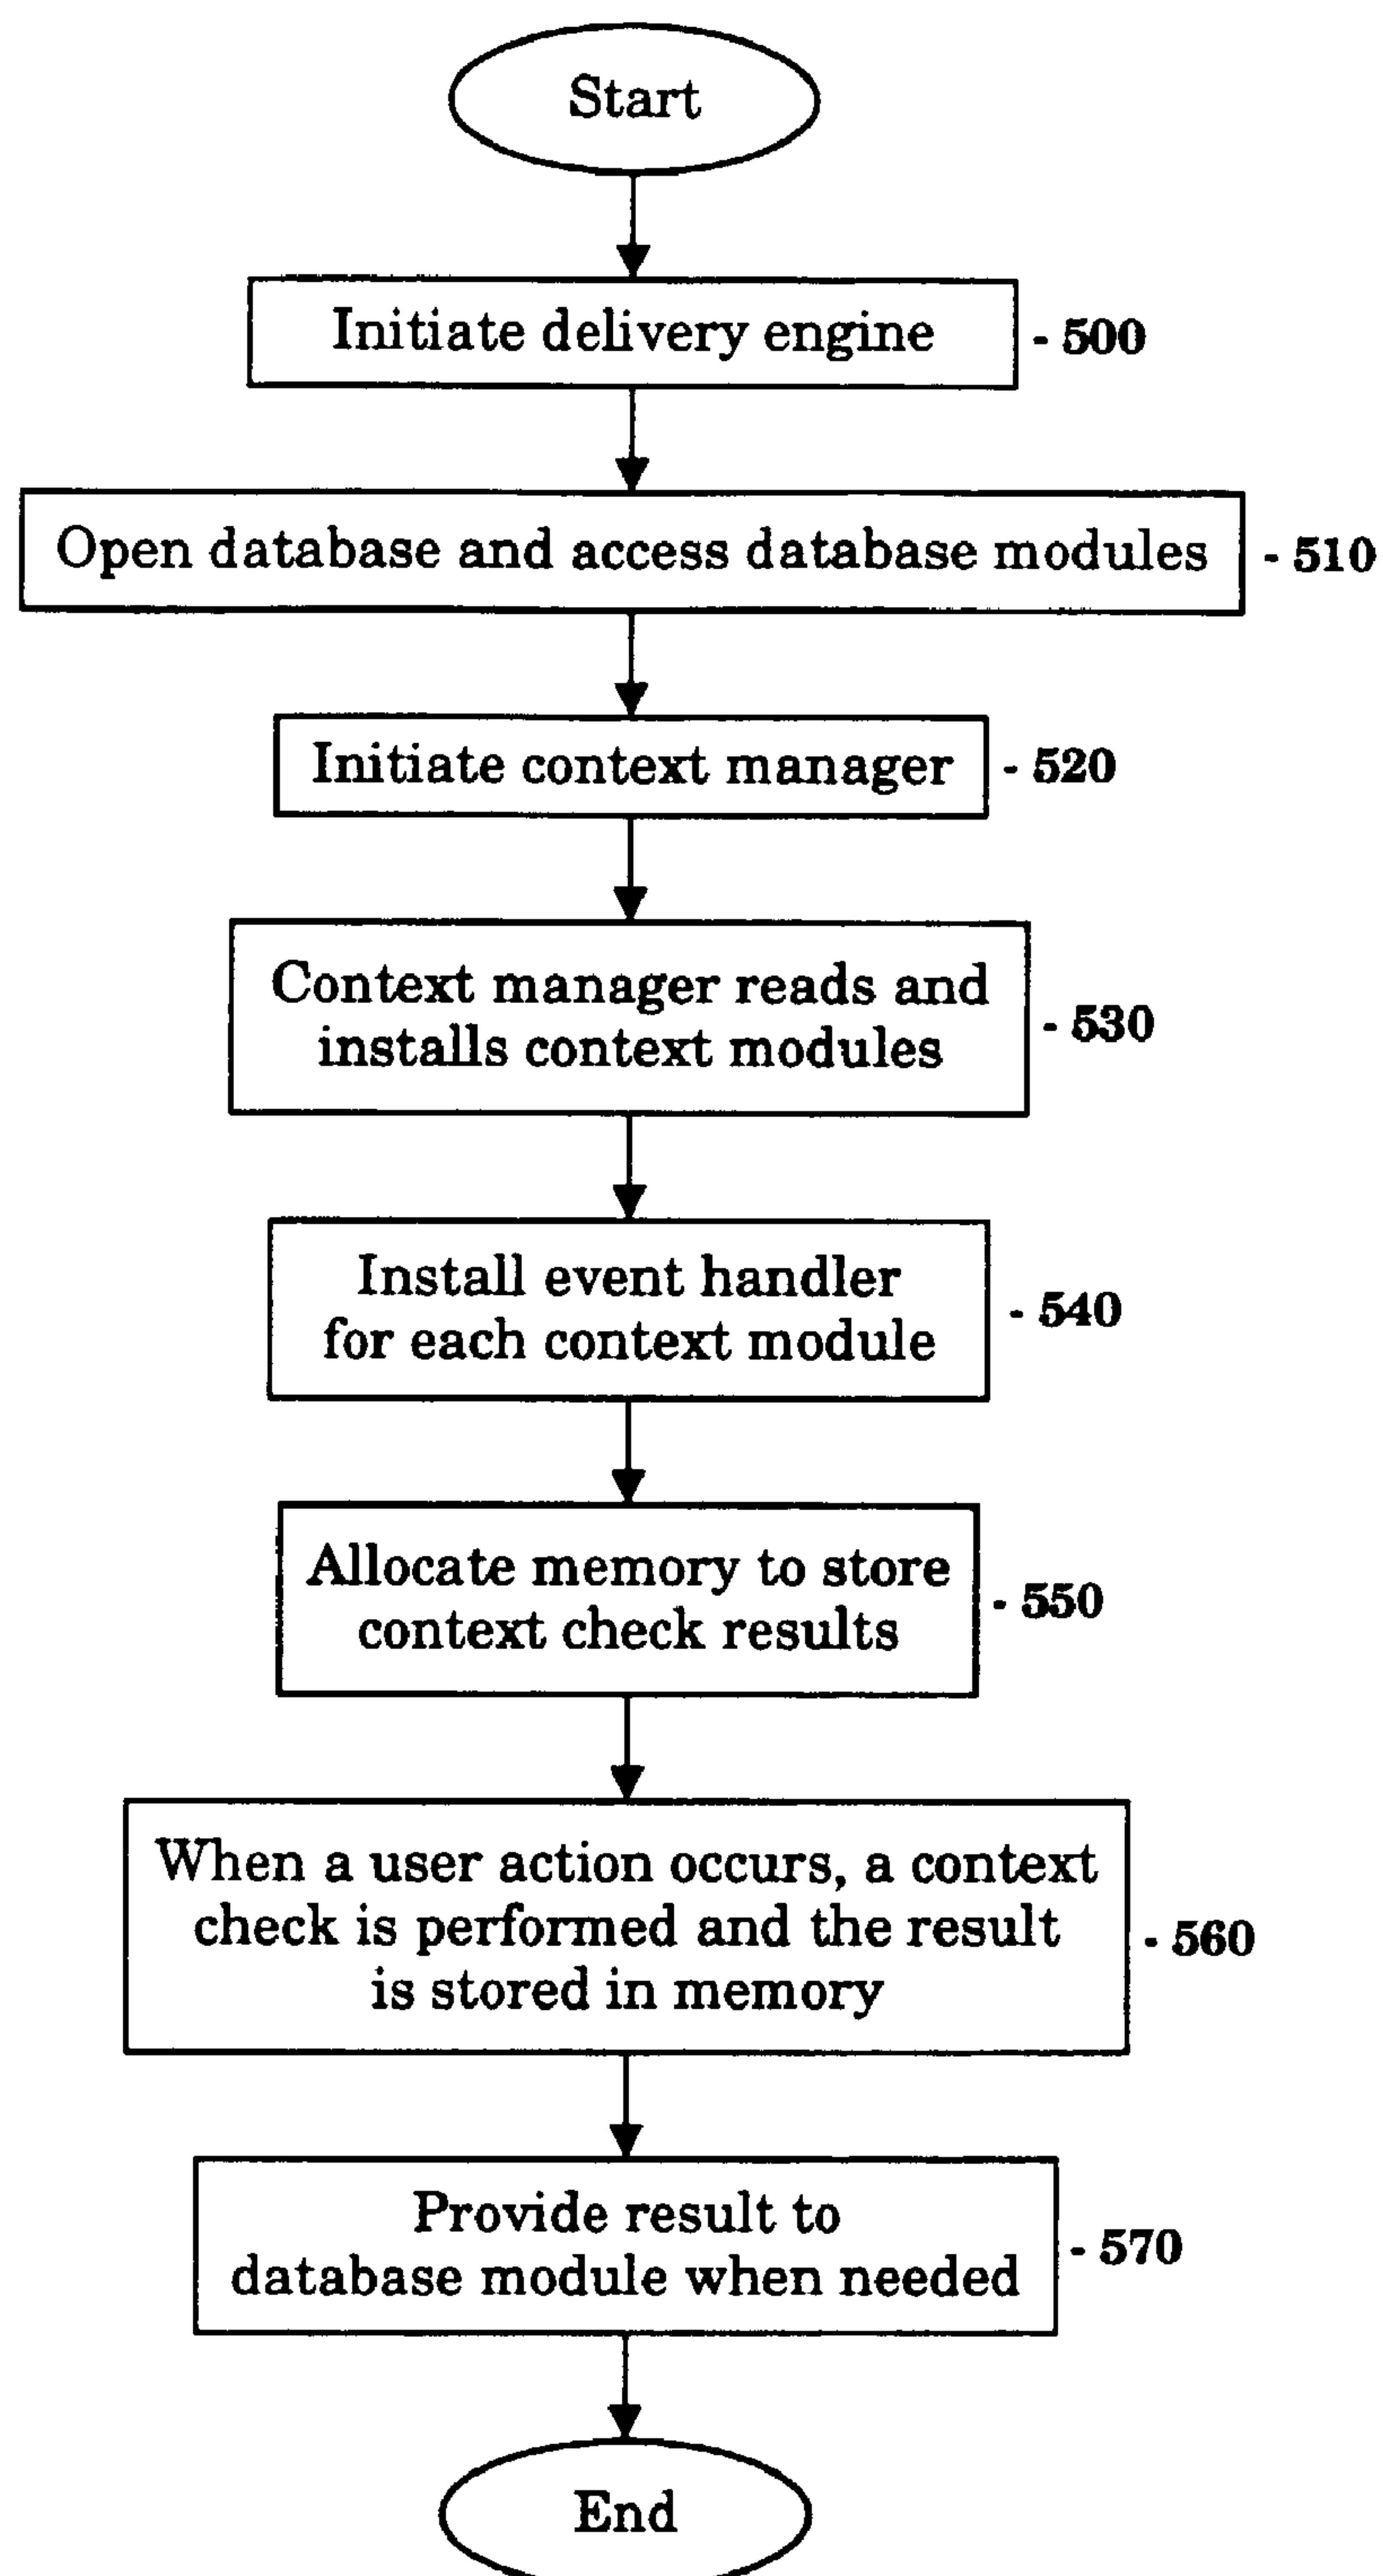 Start
Initiate delivery engine
- 500
Open database and access database modules
- 510
Initiate context manager
- 520
Context manager reads and
installs context modules
- 530
Install event handler
for each context module
- 540
Allocate memory to store
context check results
- 550
When a user action occurs, a context
check is performed and the result
is stored in memory
- 560
Provide result to
database module when needed
- 570
End